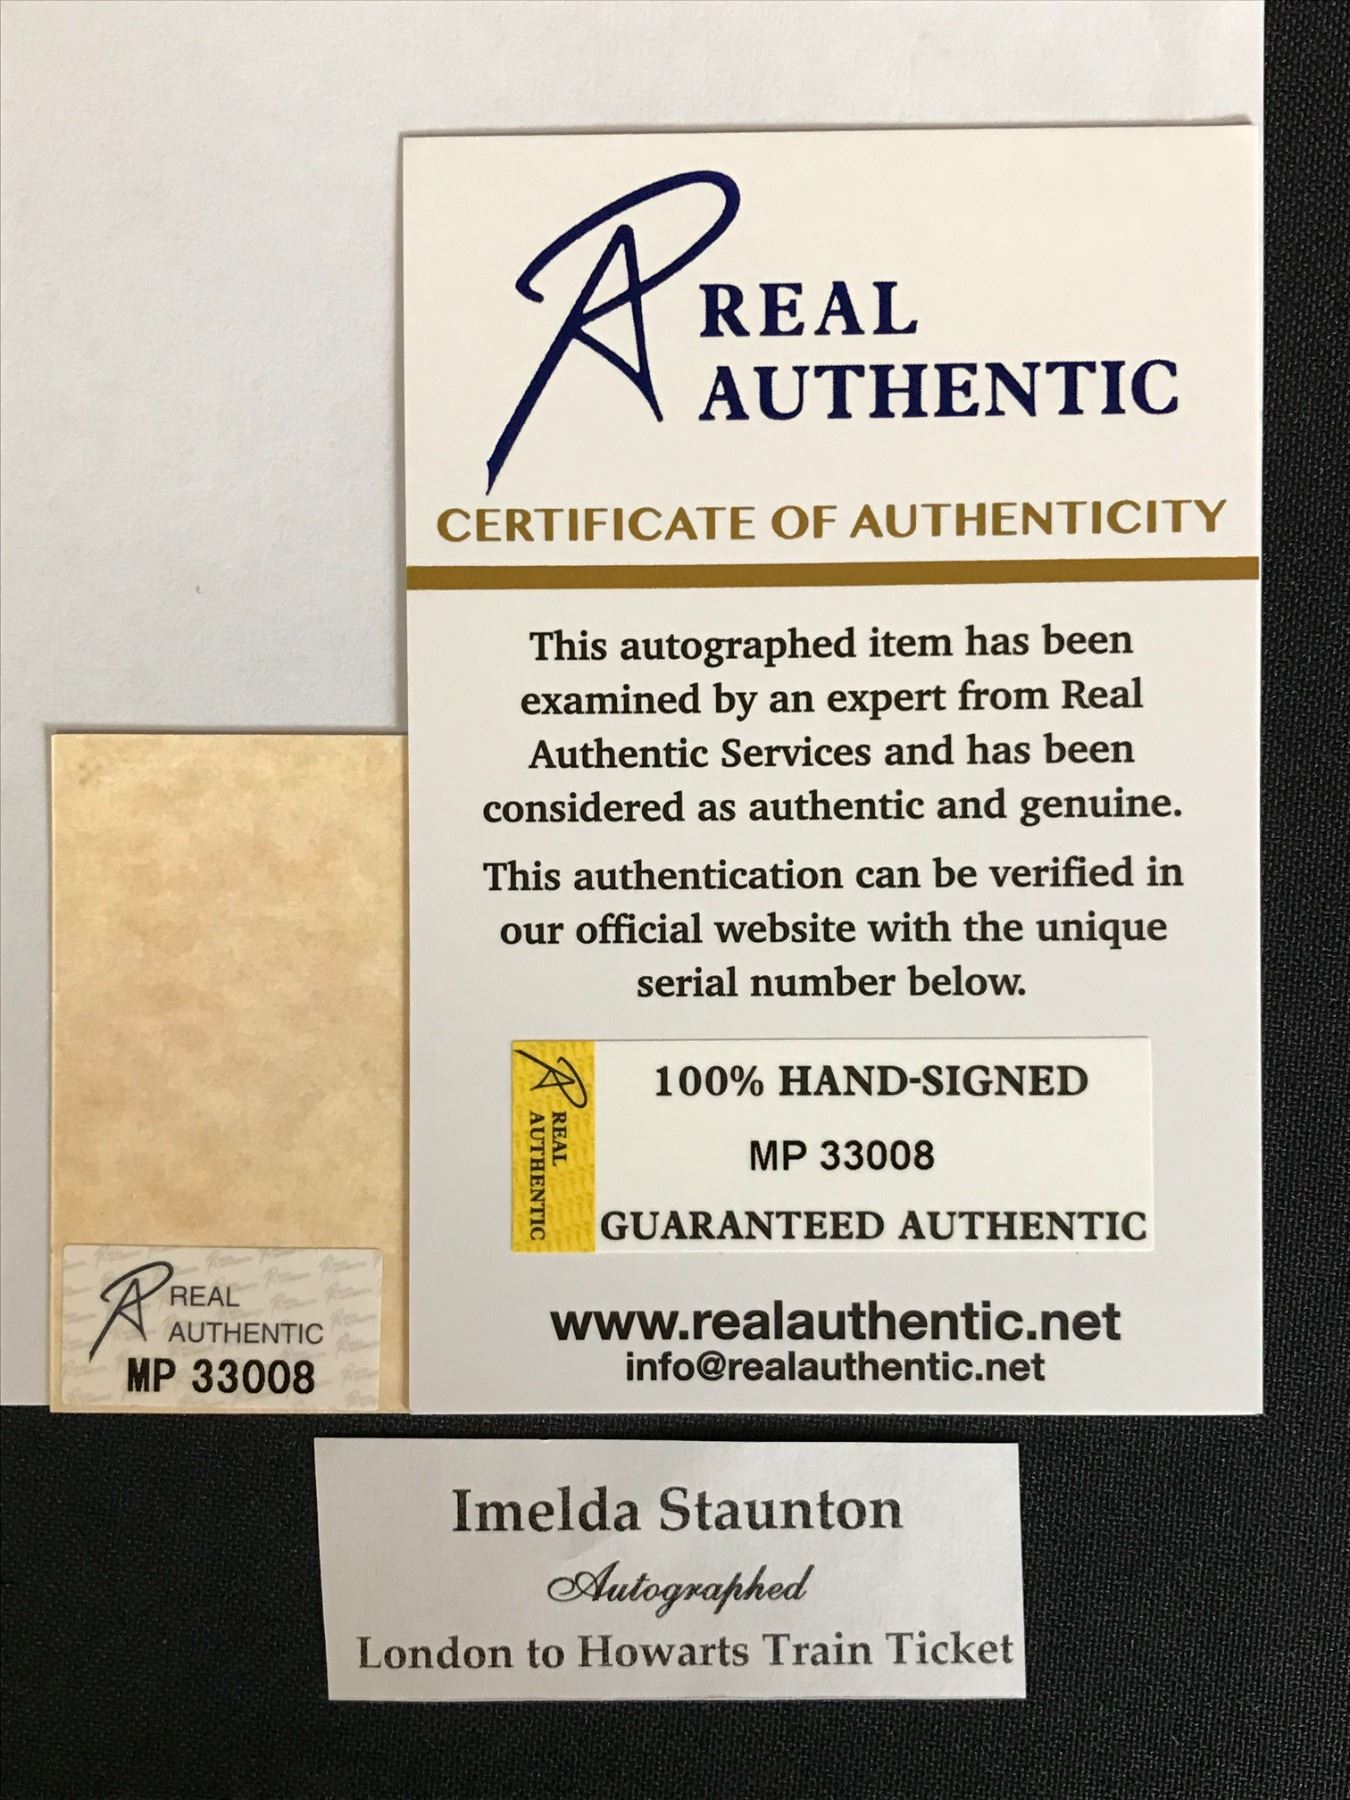 REAL
AUTHENTIC
CERTIFICATE OF AUTHENTICITY
This autographed item has been
examined by an expert from Real
Authentic Services and has been
considered as authentic and genuine.
This authentication can be verified in
our official website with the unique
serial number below.
REAL
AUTHENTIC
100% HAND-SIGNED
MP 33008
GUARANTEED AUTHENTIC
www.realauthentic.net
info@realauthentic.net
REAL
AUTHENTIC
MP 33008
Imelda Staunton
Autographed
London to Howarts Train Ticket